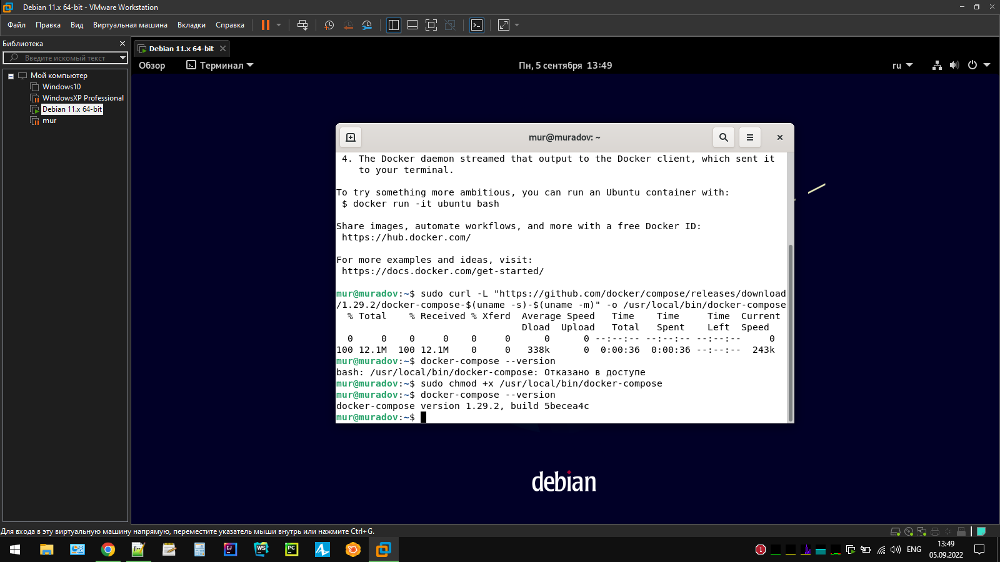 Debian 11.x 64-bit - VMware Workstation
Файл Правка Вид Виртуальная машина Вкладки Справка
Библиотека
Введите искомый текст
Мой компьютер
Windows10
WindowsXP Professional
Debian 11.x 64-bit
mur
Debian 11.x 64-bit
Обзор Терминал Пн, 5 сентября 13:49 ru
mur@muradov: ~
4. The Docker daemon streamed that output to the Docker client, which sent it
to your terminal.
To try something more ambitious, you can run an Ubuntu container with:
$ docker run -it ubuntu bash
Share images, automate workflows, and more with a free Docker ID:
https://hub.docker.com/
For more examples and ideas, visit:
https://docs.docker.com/get-started/
mur@muradov:~$ sudo curl -L "https://github.com/docker/compose/releases/download
/1.29.2/docker-compose-$(uname -s)-$(uname -m)" -o /usr/local/bin/docker-compose
% Total % Received % Xferd Average Speed Time Time Time Current
Dload Upload Total Spent Left Speed
0 0 0 0 0 0 0 0 --:--:-- --:--:-- --:--:-- 0
100 12.1M 100 12.1M 0 0 338k 0 0:00:36 0:00:36 --:--:-- 243k
mur@muradov:~$ docker-compose --version
bash: /usr/local/bin/docker-compose: Отказано в доступе
mur@muradov:~$ sudo chmod +x /usr/local/bin/docker-compose
mur@muradov:~$ docker-compose --version
docker-compose version 1.29.2, build 5becea4c
mur@muradov:~$
debian
Для входа в эту виртуальную машину напрямую, переместите указатель мыши внутрь или нажмите Ctrl+G.
IJ WS PC 1 ENG 13:49
05.09.2022